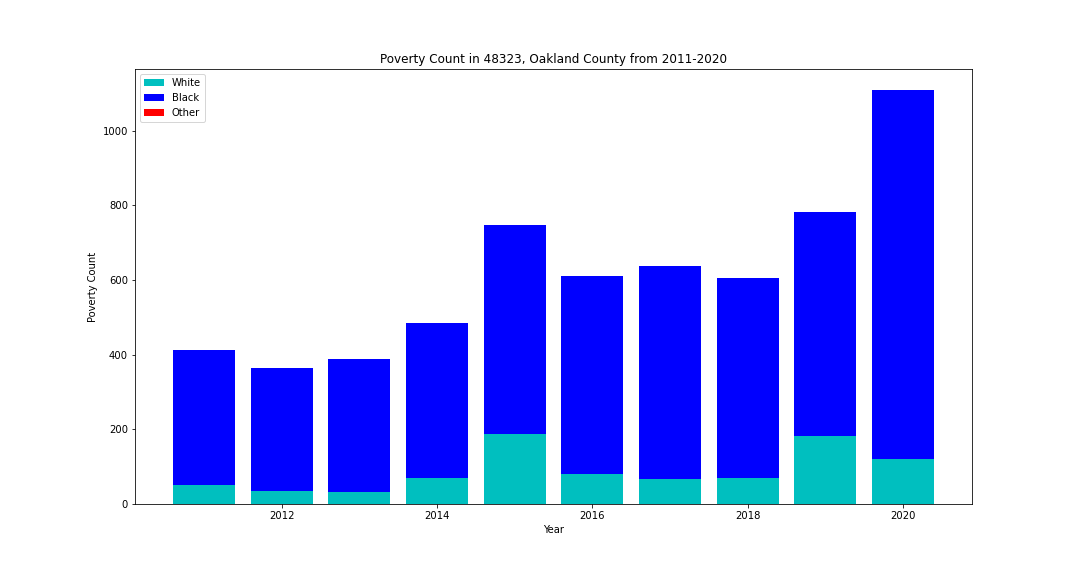 Poverty Count in 48323, Oakland County from 2011-2020
White
Black
Other
1000
800
600
400
200
0
Poverty Count
2012
2014
2016
2018
2020
Year